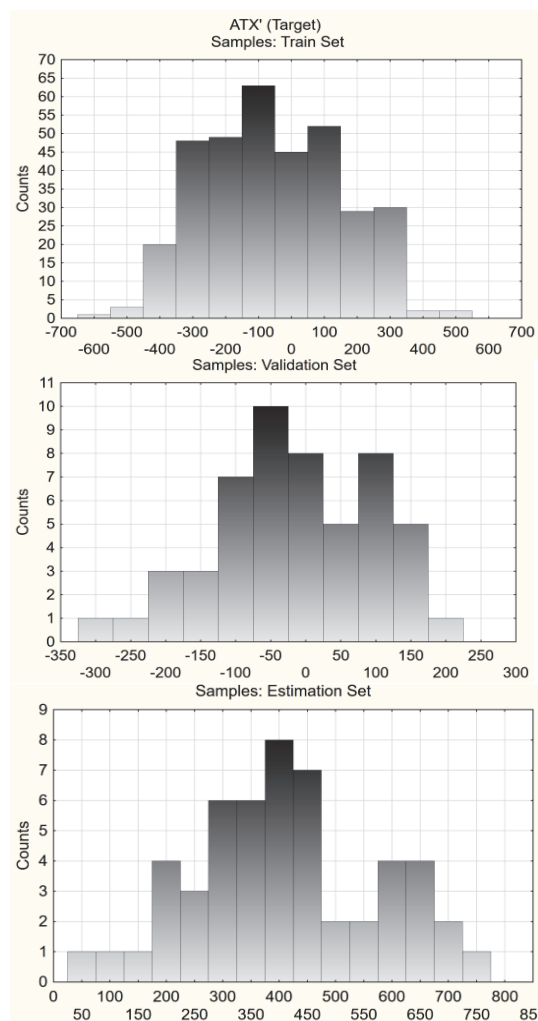 ATX' (Target)
Samples: Train Set
70
65
60
55
50
45
40
35
30
25
20
15
10
5
0
Counts
-700 -500 -300 -100 100 300 500 700
-600 -400 -200 0 200 400 600
Samples: Validation Set
11
10
9
8
7
6
5
4
3
2
1
0
Counts
-350 -250 -150 -50 50 150 250
-300 -200 -100 0 100 200 300
Samples: Estimation Set
9
8
7
6
5
4
3
2
1
0
Counts
0 100 200 300 400 500 600 700 800
50 150 250 350 450 550 650 750 85